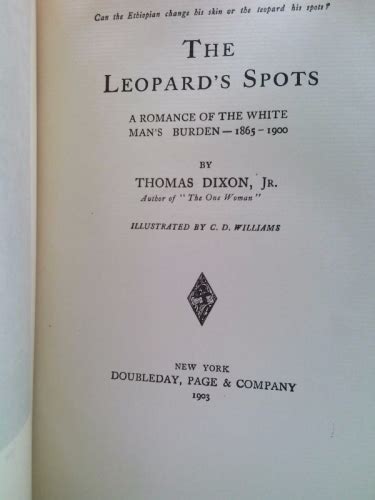 Can the Ethiopian change his skin or the leopard his spots?
THE
LEOPARD'S SPOTS
A ROMANCE OF THE WHITE
MAN'S BURDEN — 1865 - 1900
BY
THOMAS DIXON, JR.
Author of "The One Woman"
ILLUSTRATED BY C. D. WILLIAMS
NEW YORK
DOUBLEDAY, PAGE & COMPANY
1903